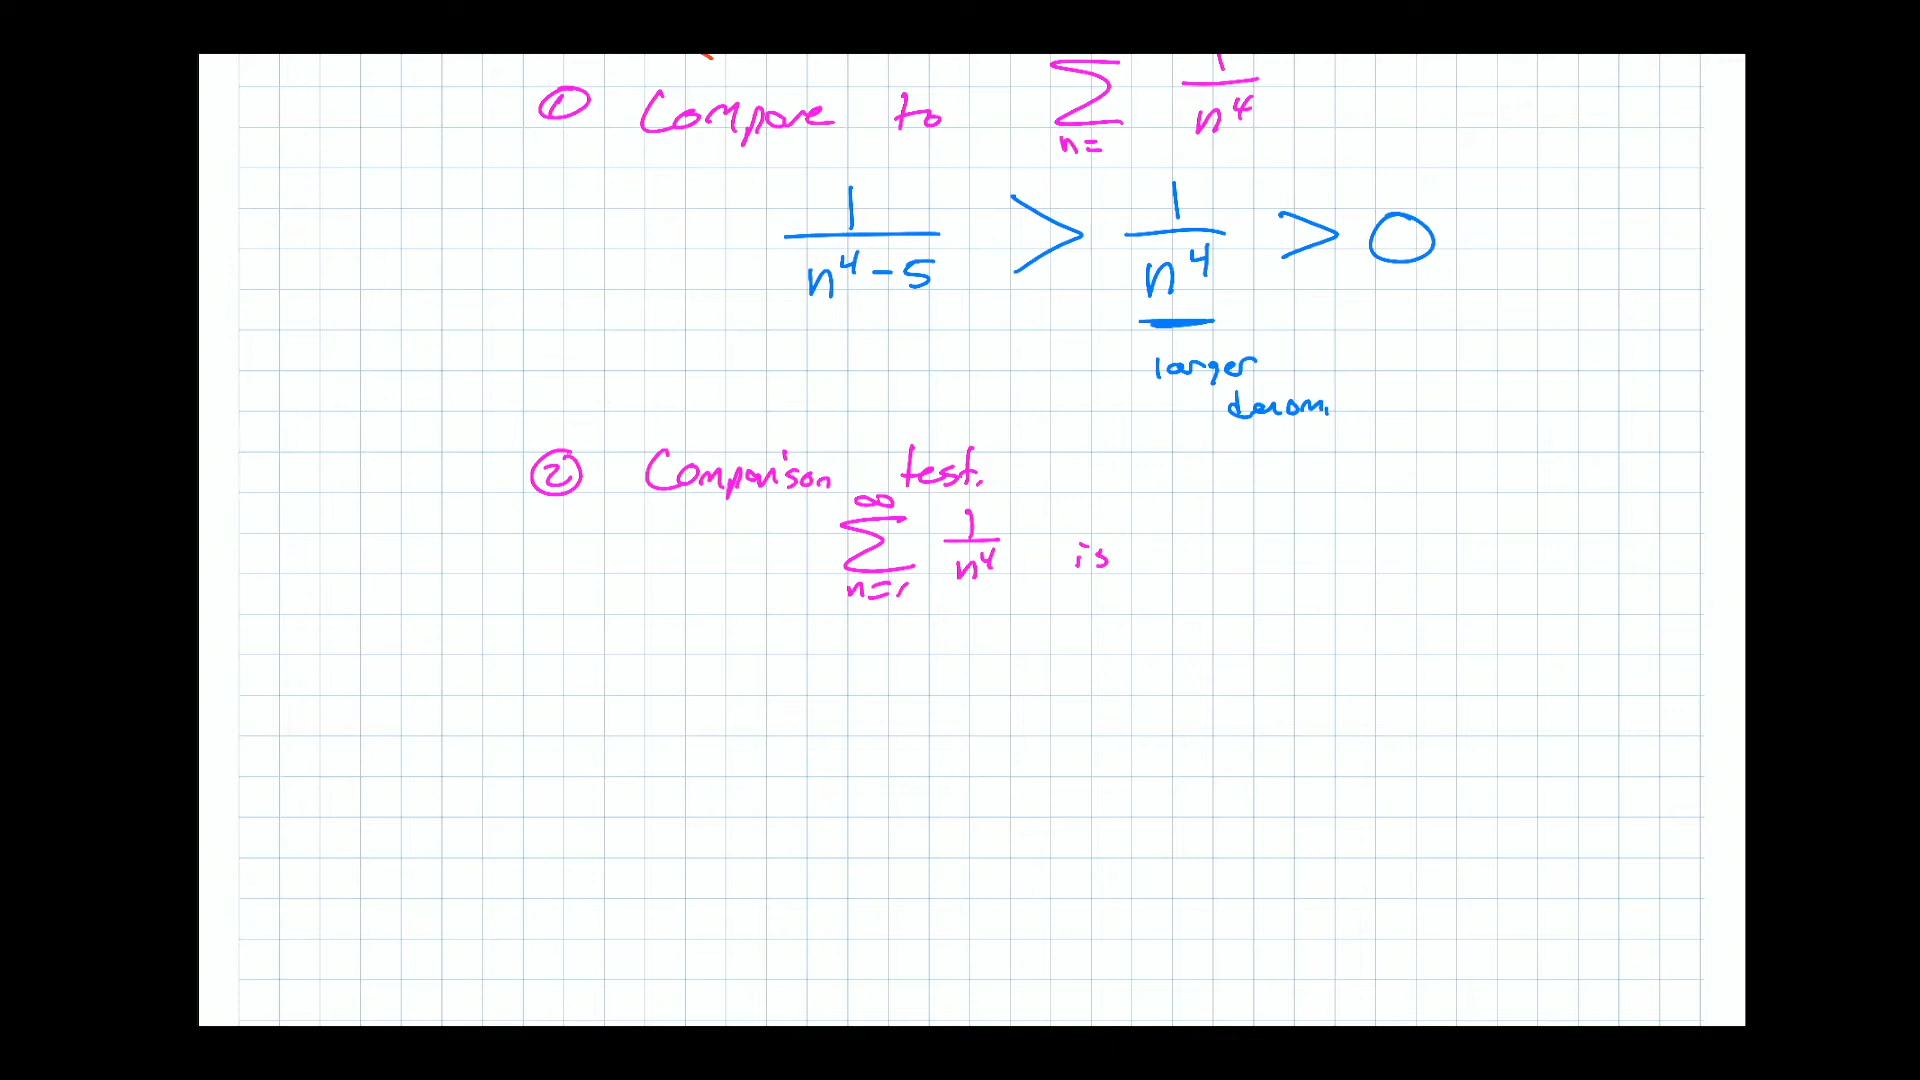 ① Compare to ∑ n= 1/n⁴
1/(n⁴-5) > 1/n⁴ > 0
larger
denom.
② Comparison test.
∞ ∑ n=1 1/n⁴ is